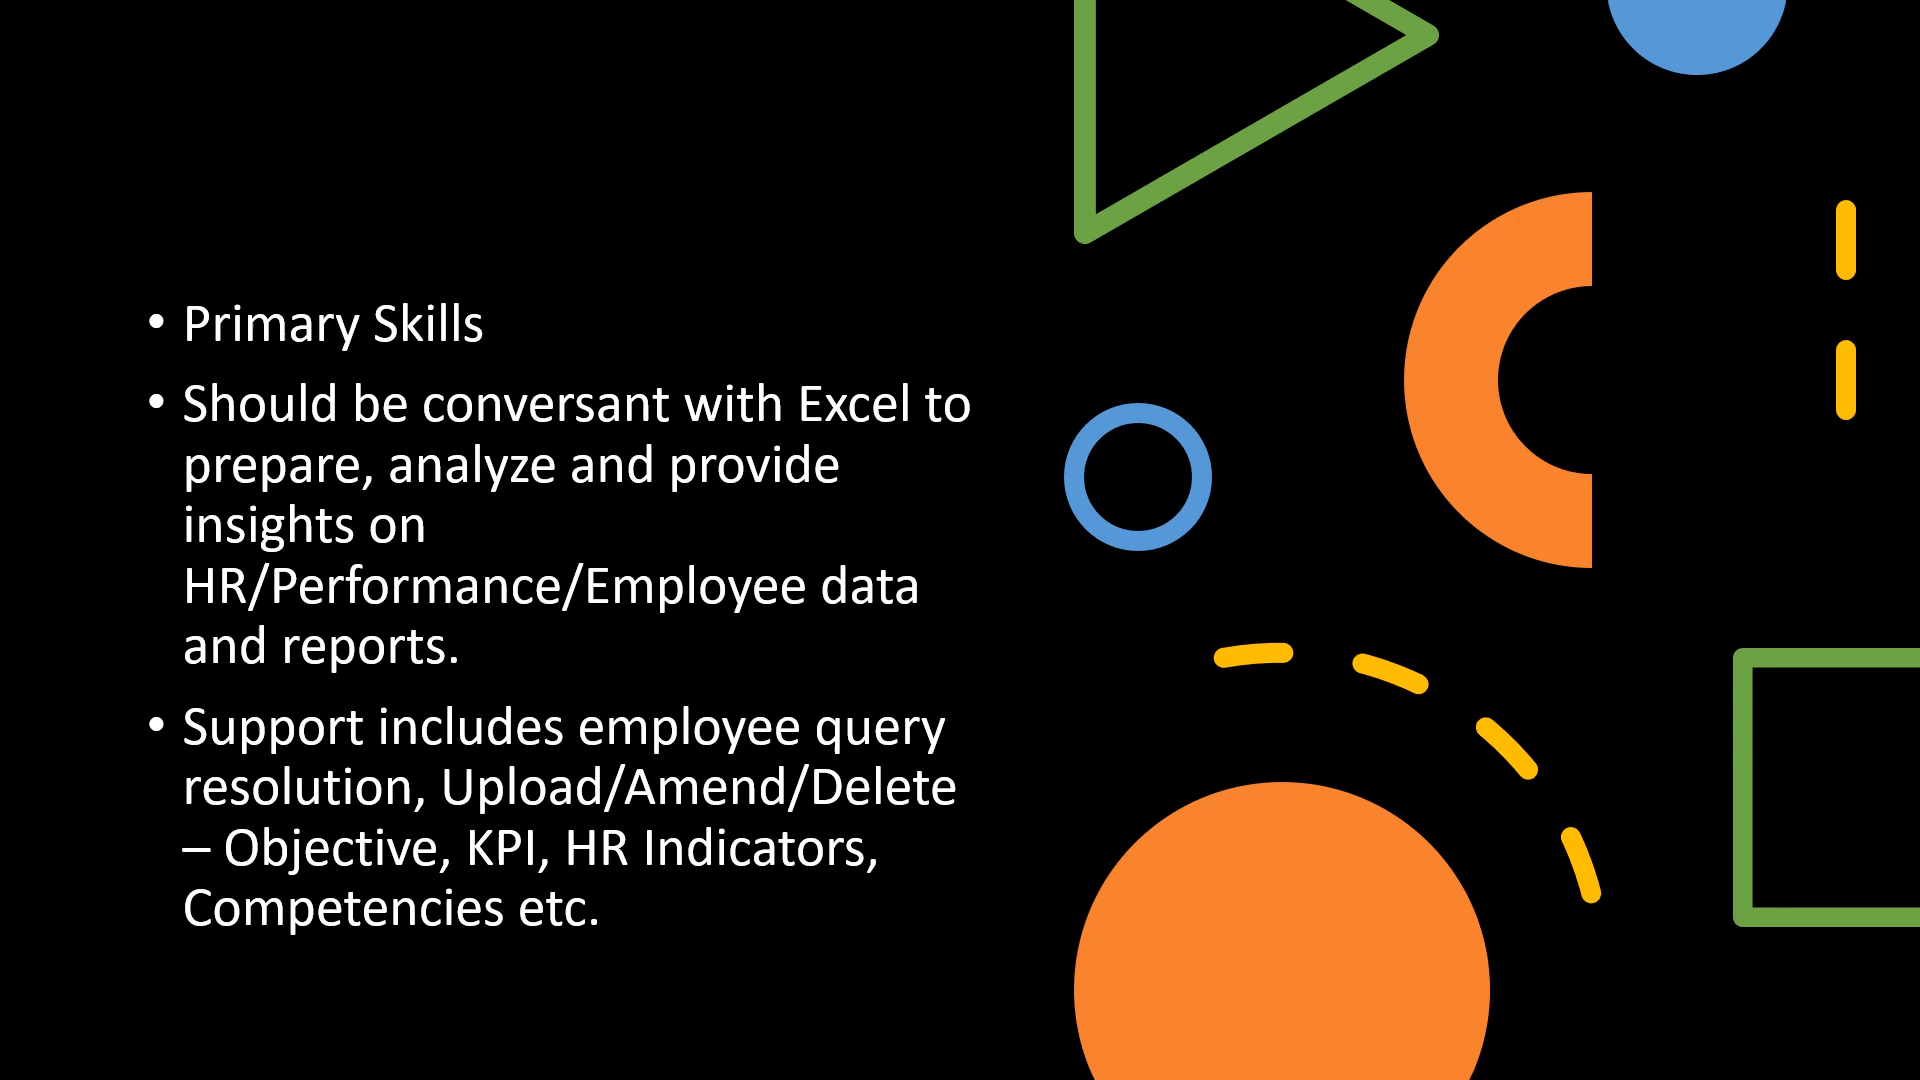 • Primary Skills
• Should be conversant with Excel to
prepare, analyze and provide
insights on
HR/Performance/Employee data
and reports.
• Support includes employee query
resolution, Upload/Amend/Delete
– Objective, KPI, HR Indicators,
Competencies etc.